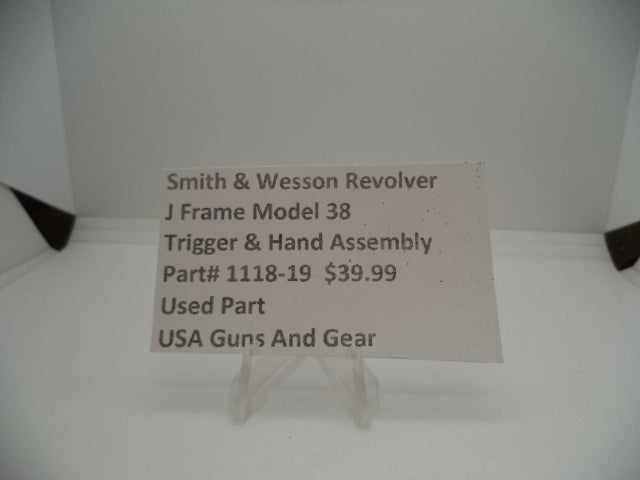 Smith & Wesson Revolver
J Frame Model 38
Trigger & Hand Assembly
Part# 1118-19  $39.99
Used Part
USA Guns And Gear